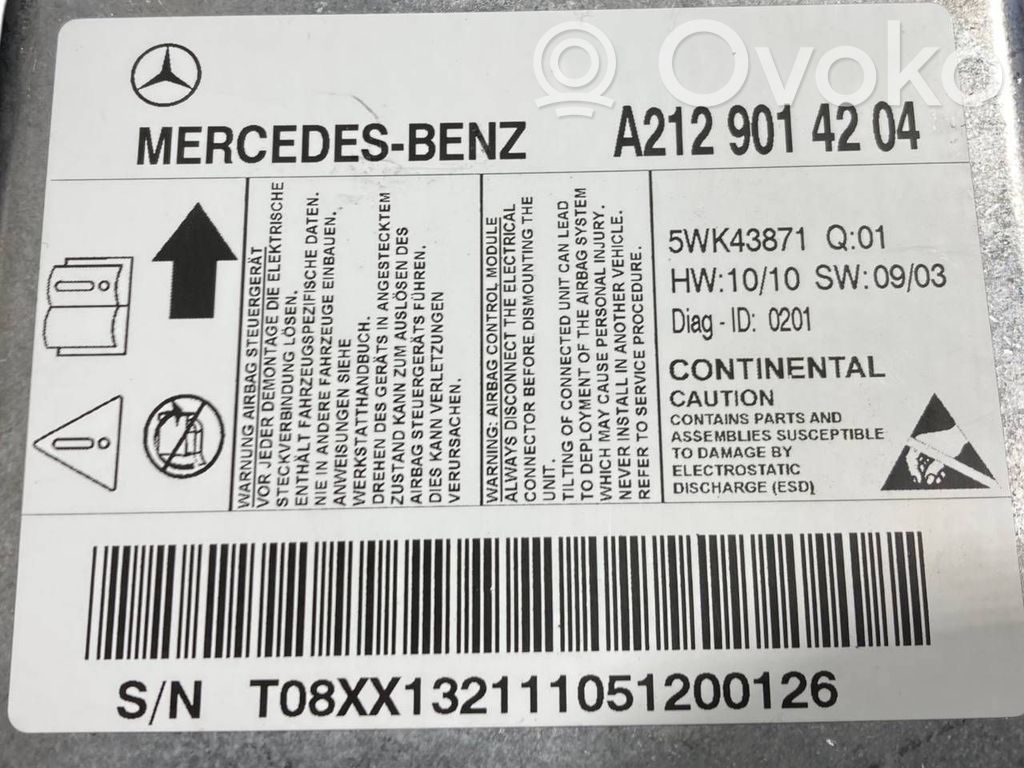 Ovoko
MERCEDES-BENZ
A212 901 42 04
WARNUNG AIRBAG STEUERGERÄT
VOR JEDER DEMONTAGE DIE ELEKTRISCHE
STECKVERBINDUNG LÖSEN.
ENTHÄLT FAHRZEUGSPEZIFISCHE DATEN.
NIE IN ANDERE FAHRZEUGE EINBAUEN.
ANWEISUNGEN SIEHE
WERKSTATTHANDBUCH.
DREHEN DES GERÄTS IN ANGESTECKTEM
ZUSTAND KANN ZUM AUSLÖSEN DES
AIRBAG STEUERGERÄTS FÜHREN.
DIES KANN VERLETZUNGEN
VERURSACHEN.
WARNING: AIRBAG CONTROL MODULE
ALWAYS DISCONNECT THE ELECTRICAL
CONNECTOR BEFORE DISMOUNTING THE
UNIT.
TILTING OF CONNECTED UNIT CAN LEAD
TO DEPLOYMENT OF THE AIRBAG SYSTEM
WHICH MAY CAUSE PERSONAL INJURY.
NEVER INSTALL IN ANOTHER VEHICLE.
REFER TO SERVICE PROCEDURE.
5WK43871 Q:01
HW:10/10 SW:09/03
Diag - ID: 0201
CONTINENTAL
CAUTION
CONTAINS PARTS AND
ASSEMBLIES SUSCEPTIBLE
TO DAMAGE BY
ELECTROSTATIC
DISCHARGE (ESD)
S/N T08XX132111051200126